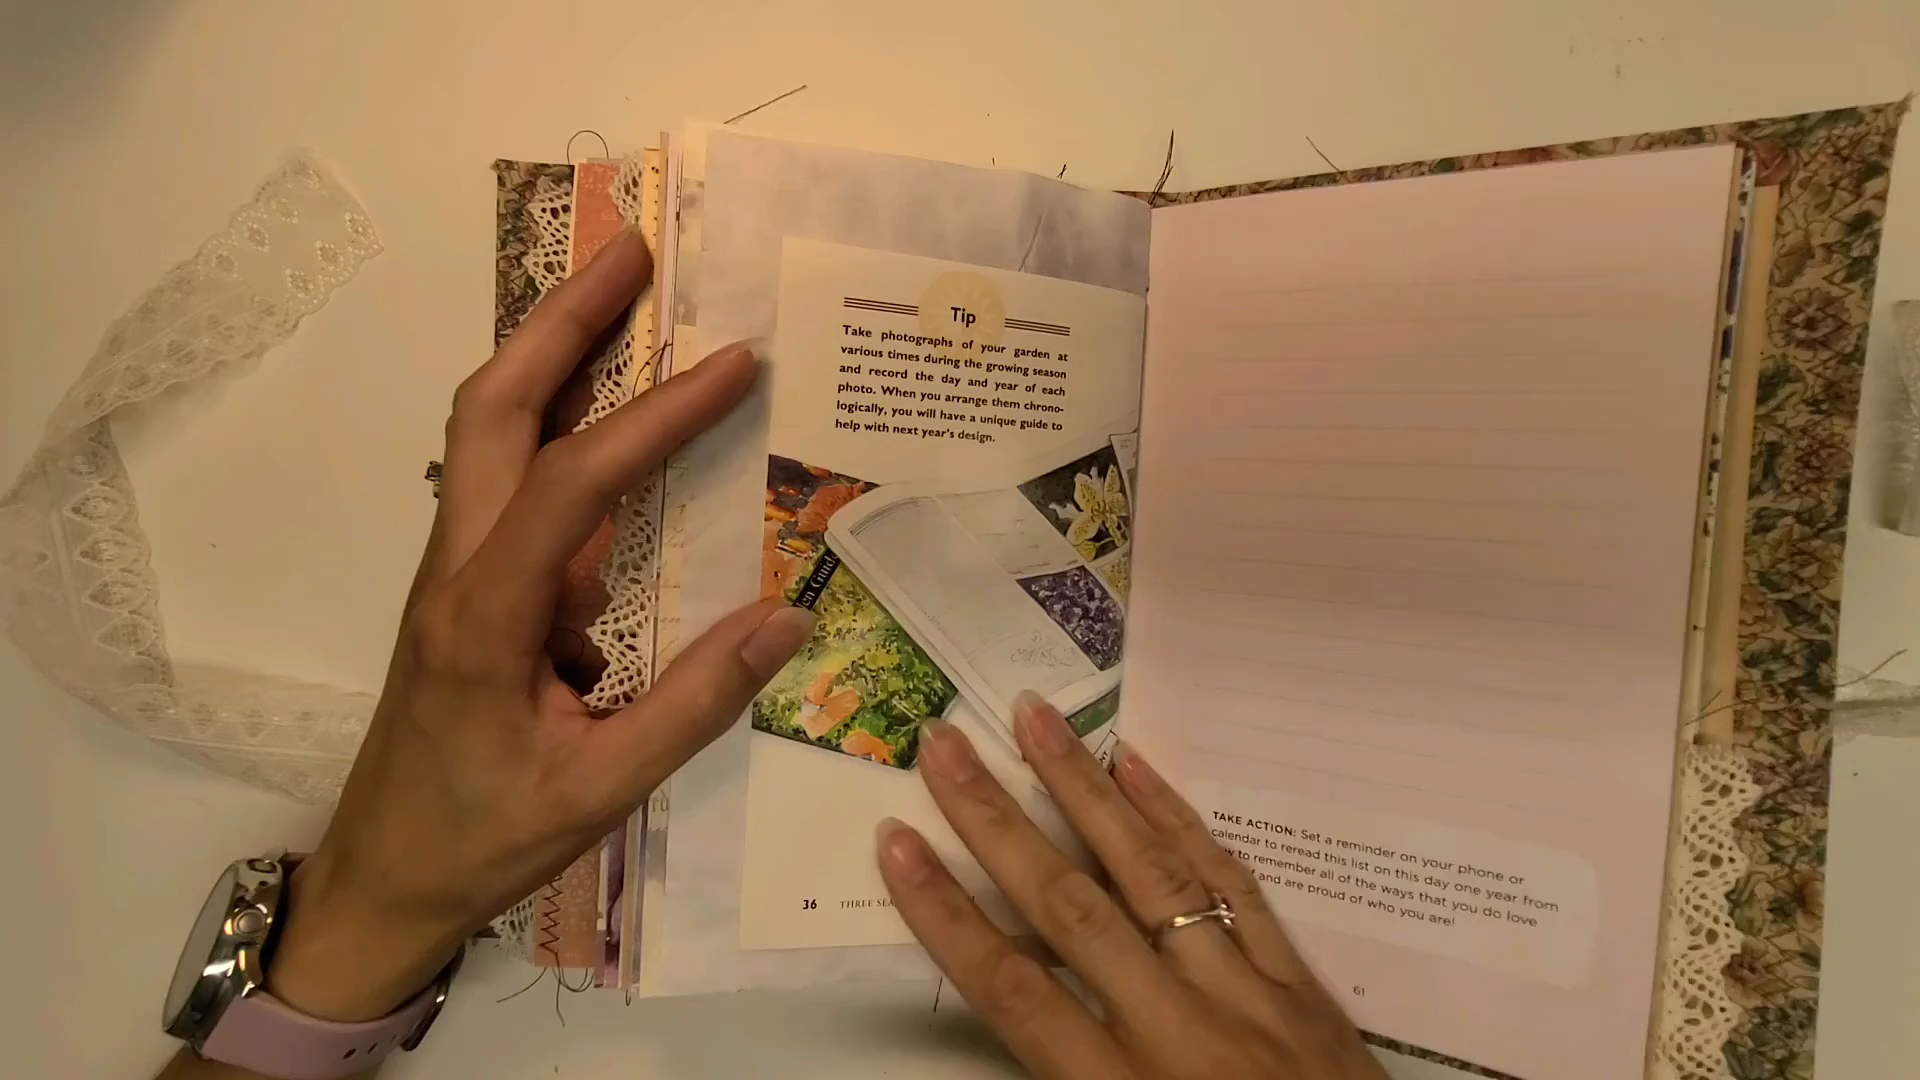 Tip
Take photographs of your garden at
various times during the growing season
and record the day and year of each
photo. When you arrange them chrono-
logically, you will have a unique guide to
help with next year's design.
36 THREE
TAKE ACTION: Set a reminder on your phone or
calendar to reread this list on this day one year from
to remember all of the ways that you do love
and are proud of who you are!
61